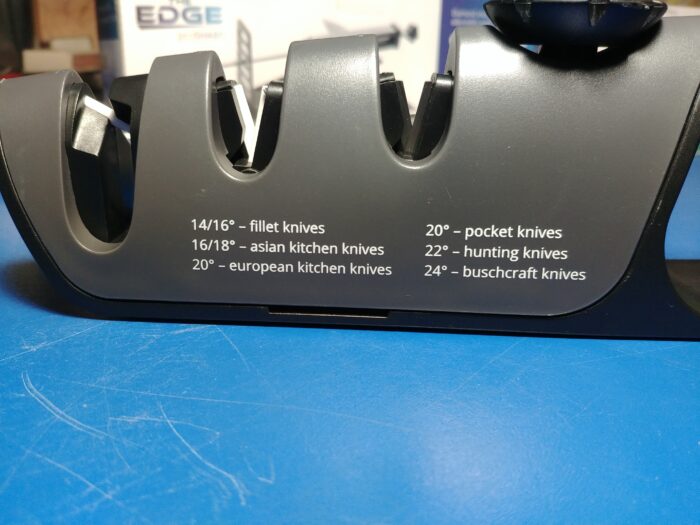 THE
EDGE
14/16° – fillet knives
16/18° – asian kitchen knives
20° – european kitchen knives
20° – pocket knives
22° – hunting knives
24° – buschcraft knives